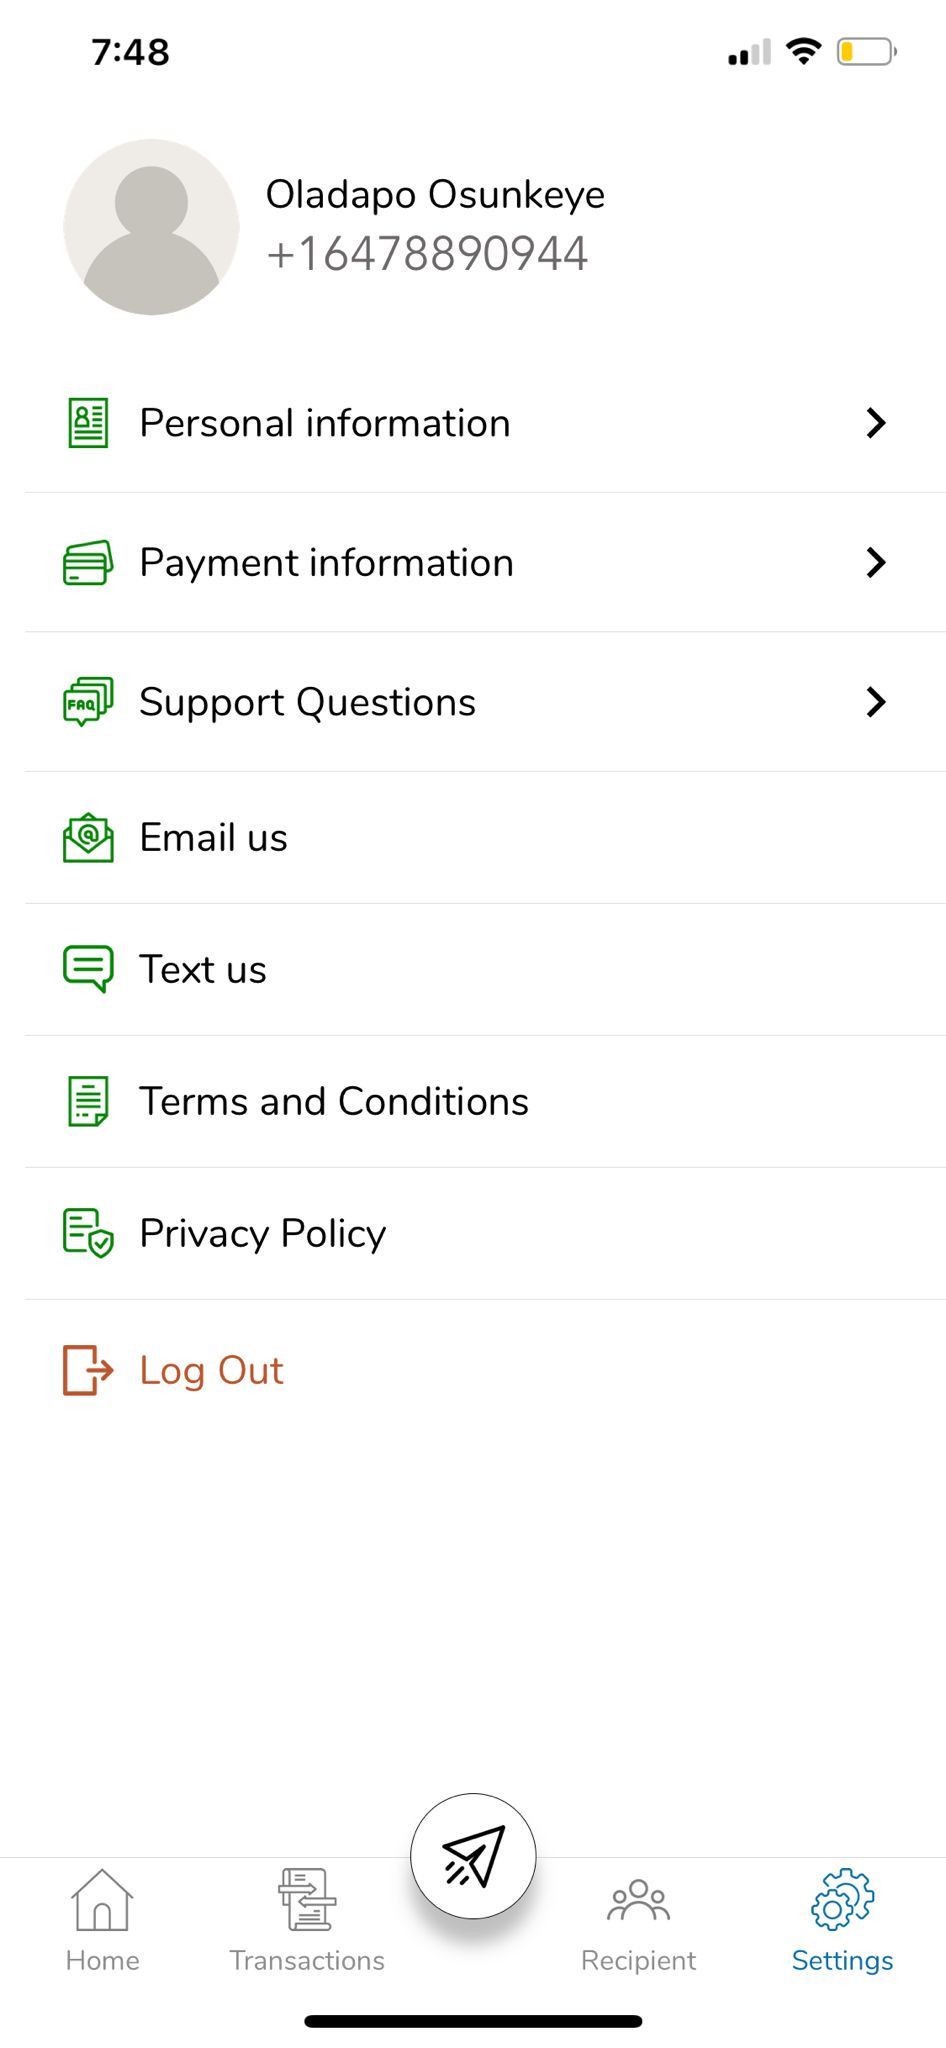 7:48
Oladapo Osunkeye
+16478890944
Personal information
Payment information
FAQ
Support Questions
@
Email us
Text us
Terms and Conditions
Privacy Policy
Log Out
Home
Transactions
Recipient
Settings